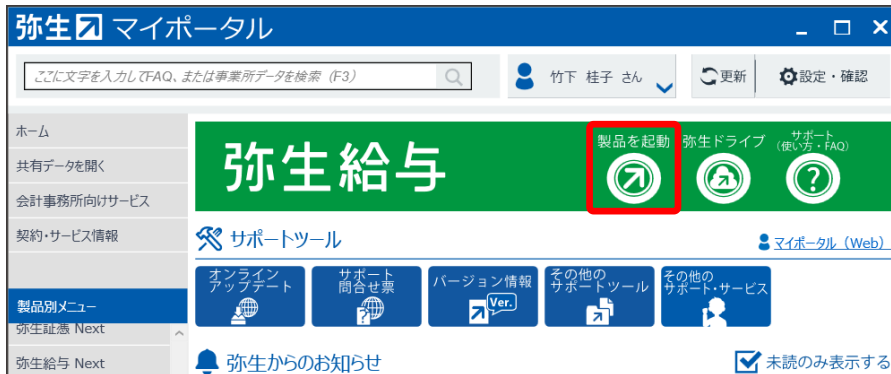 弥生 マイポータル
ここに文字を入力してFAQ、または事業所データを検索 (F3)
竹下 桂子 さん
更新
設定・確認
ホーム
共有データを開く
会計事務所向けサービス
契約・サービス情報
製品別メニュー
弥生証憑 Next
弥生給与 Next
弥生給与
製品を起動
弥生ドライブ
サポート
(使い方・FAQ)
サポートツール
マイポータル (Web)
オンライン
アップデート
サポート
問合せ票
バージョン情報
Ver.
その他の
サポートツール
その他の
サポート・サービス
弥生からのお知らせ
未読のみ表示する